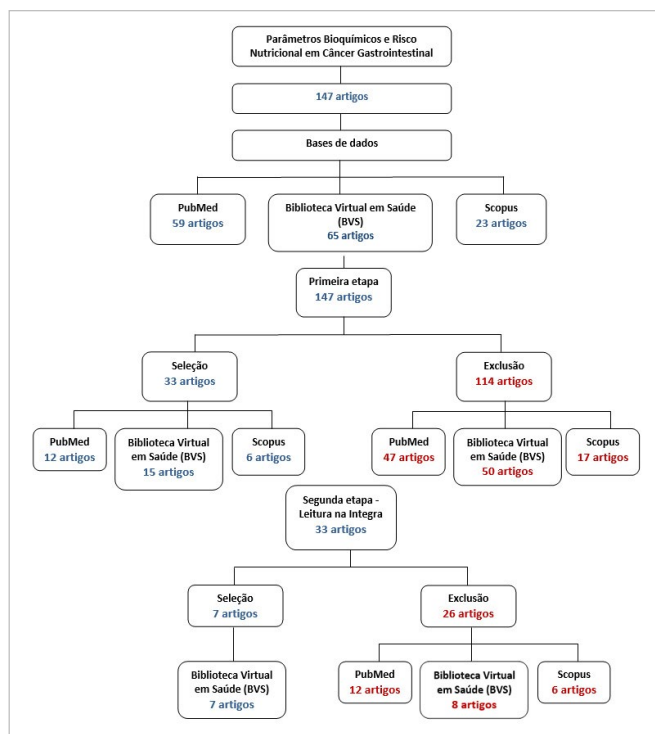 Parâmetros Bioquímicos e Risco
Nutricional em Câncer Gastrointestinal
147 artigos
Bases de dados
PubMed
59 artigos
Biblioteca Virtual em Saúde
(BVS)
65 artigos
Scopus
23 artigos
Primeira etapa
147 artigos
Seleção
33 artigos
Exclusão
114 artigos
PubMed
12 artigos
Biblioteca Virtual
em Saúde (BVS)
15 artigos
Scopus
6 artigos
PubMed
47 artigos
Biblioteca Virtual
em Saúde (BVS)
50 artigos
Scopus
17 artigos
Segunda etapa -
Leitura na Integra
33 artigos
Seleção
7 artigos
Exclusão
26 artigos
Biblioteca Virtual
em Saúde (BVS)
7 artigos
PubMed
12 artigos
Biblioteca Virtual
em Saúde (BVS)
8 artigos
Scopus
6 artigos